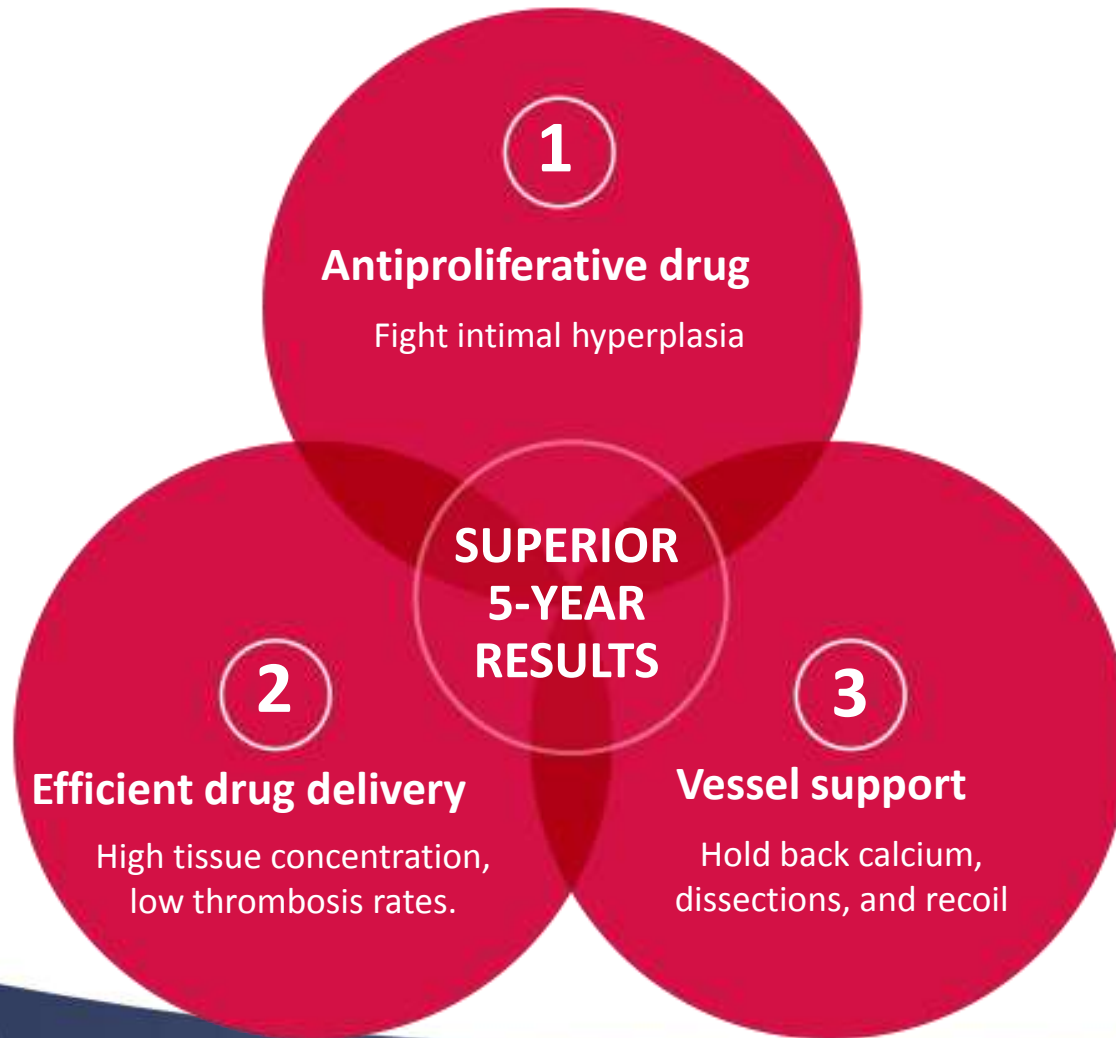 1
Antiproliferative drug
Fight intimal hyperplasia
SUPERIOR
5-YEAR
RESULTS
2
Efficient drug delivery
High tissue concentration,
low thrombosis rates.
3
Vessel support
Hold back calcium,
dissections, and recoil